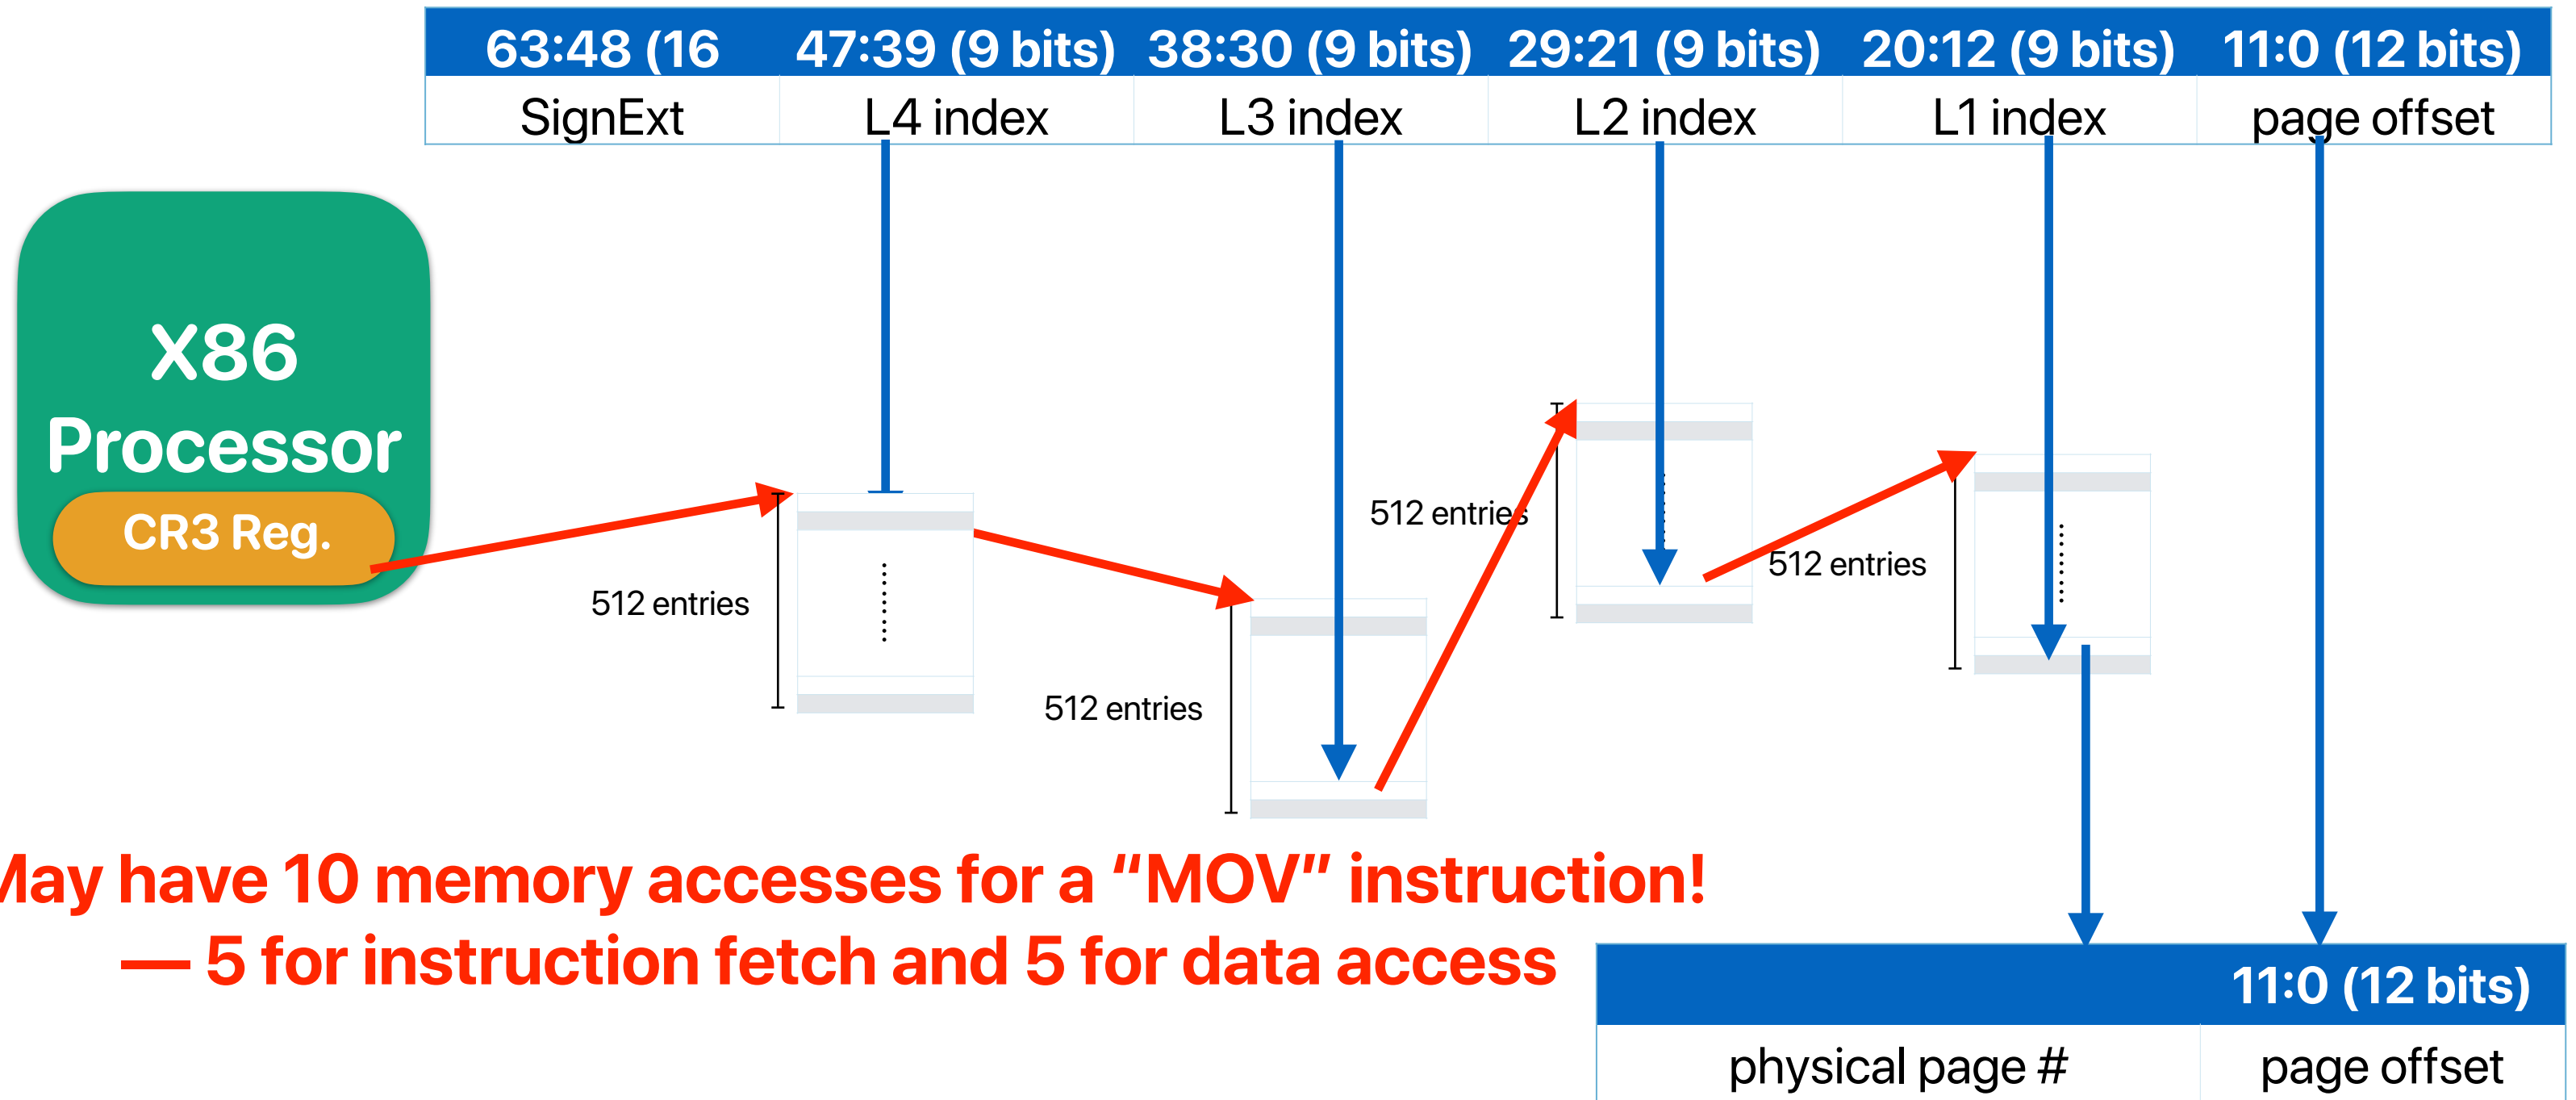 63:48 (16 47:39 (9 bits) 38:30 (9 bits) 29:21 (9 bits) 20:12 (9 bits) 11:0 (12 bits)
SignExt L4 index L3 index L2 index L1 index page offset
X86
Processor
CR3 Reg.
512 entries
512 entries
512 entries
512 entries
May have 10 memory accesses for a “MOV” instruction!
— 5 for instruction fetch and 5 for data access
11:0 (12 bits)
physical page # page offset